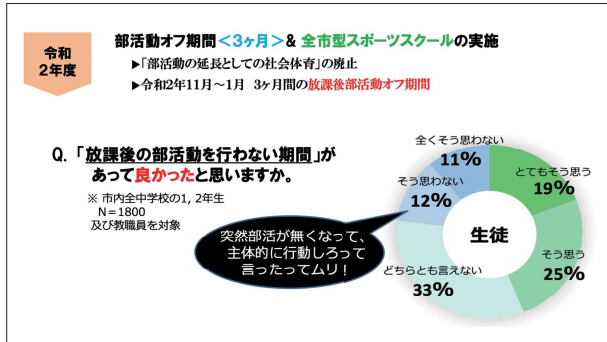 令和
2年度
部活動オフ期間<3ヶ月>& 全市型スポーツスクールの実施
▶「部活動の延長としての社会体育」の廃止
▶令和2年11月～1月 3ヶ月間の放課後部活動オフ期間
Q. 「放課後の部活動を行わない期間」が
あって良かったと思いますか。
※ 市内全中学校の1, 2年生
N=1800
及び教職員を対象
突然部活が無くなって、
主体的に行動しろって
言ったってムリ！
全くそう思わない
11%
とてもそう思う
19%
そう思わない
12%
生徒
そう思う
25%
どちらとも言えない
33%